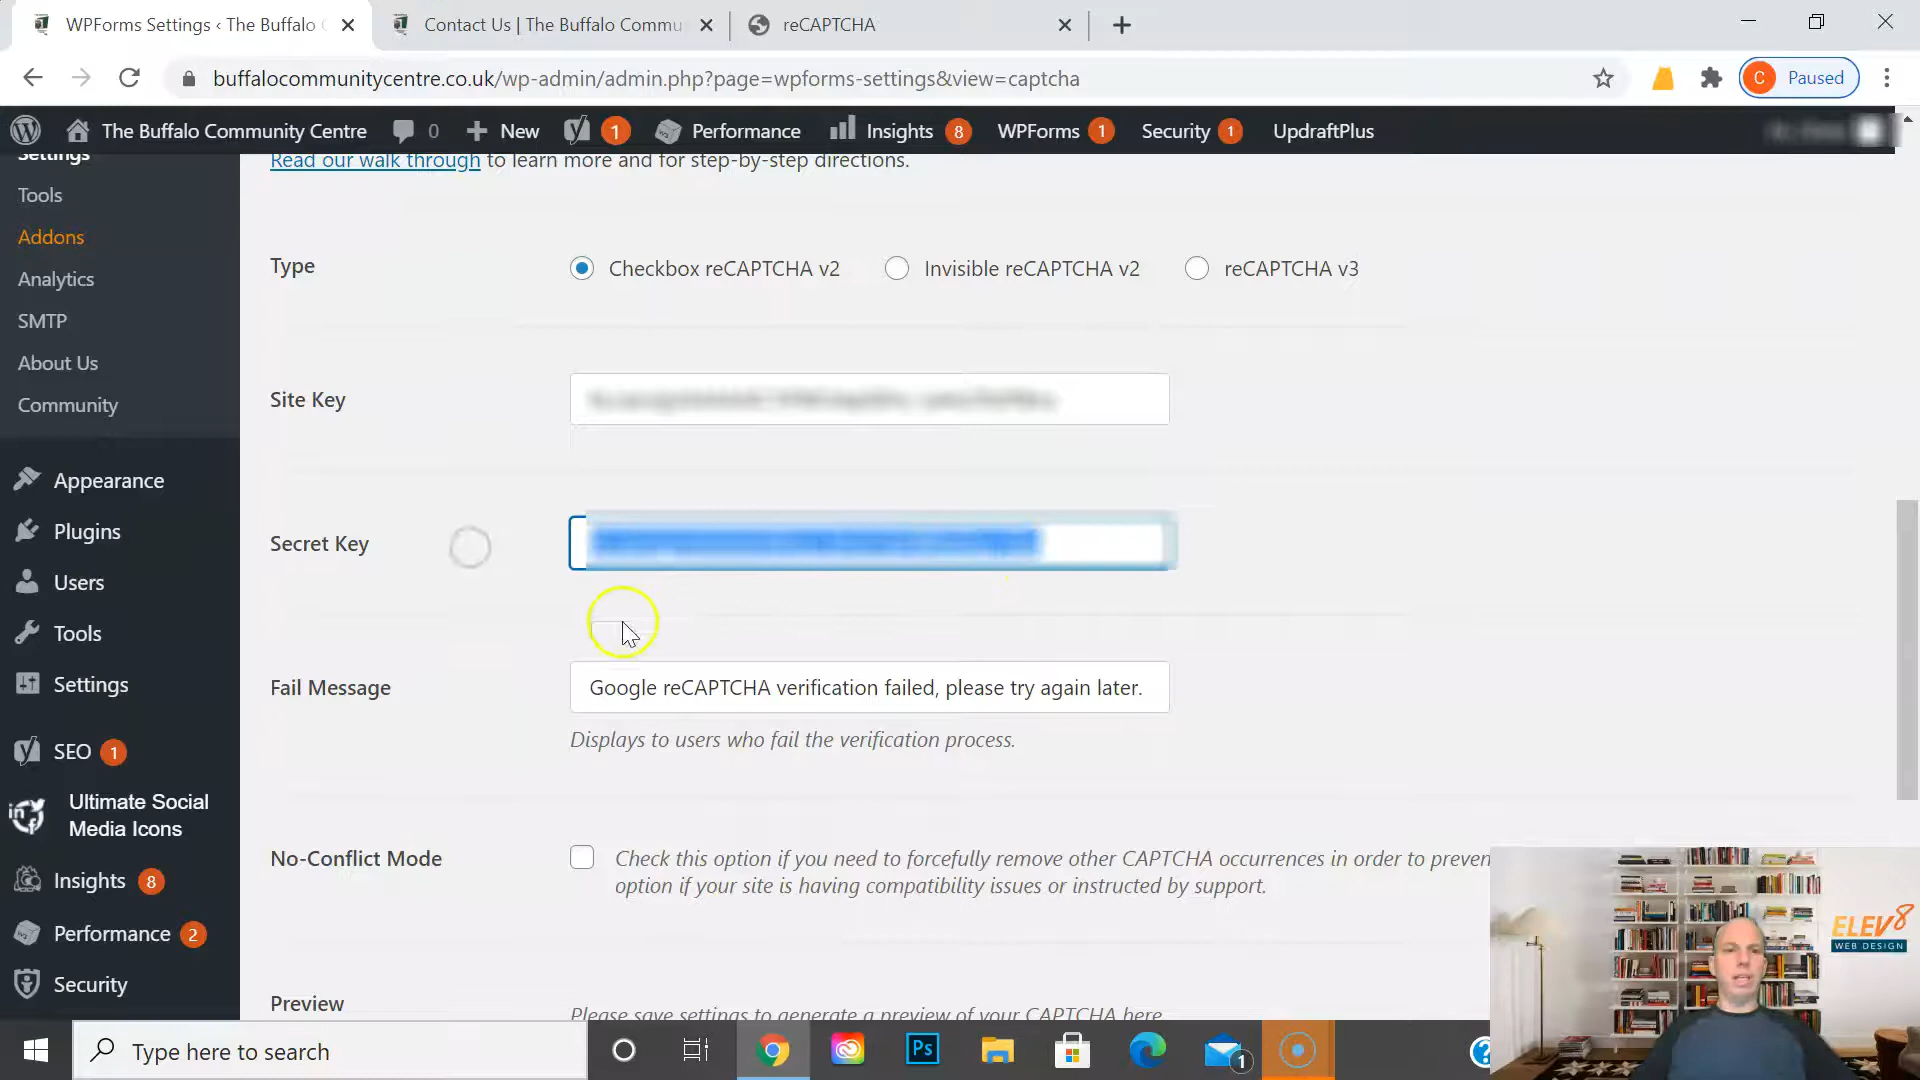 WPForms Settings ‹ The Buffalo C
Contact Us | The Buffalo Commu
reCAPTCHA
buffalocommunitycentre.co.uk/wp-admin/admin.php?page=wpforms-settings&view=captcha
C Paused
The Buffalo Community Centre
0
New
1
Performance
Insights 8
WPForms 1
Security 1
UpdraftPlus
Settings
Tools
Addons
Analytics
SMTP
About Us
Community
Appearance
Plugins
Users
Tools
Settings
SEO 1
Ultimate Social
Media Icons
Insights 8
Performance 2
Security
Read our walk through to learn more and for step-by-step directions.
Type
Checkbox reCAPTCHA v2
Invisible reCAPTCHA v2
reCAPTCHA v3
Site Key
Secret Key
Fail Message
Google reCAPTCHA verification failed, please try again later.
Displays to users who fail the verification process.
No-Conflict Mode
Check this option if you need to forcefully remove other CAPTCHA occurrences in order to preven
option if your site is having compatibility issues or instructed by support.
Preview
Please save settings to generate a preview of your CAPTCHA here
ELEV8
WEB DESIGN
Type here to search
Ps
1